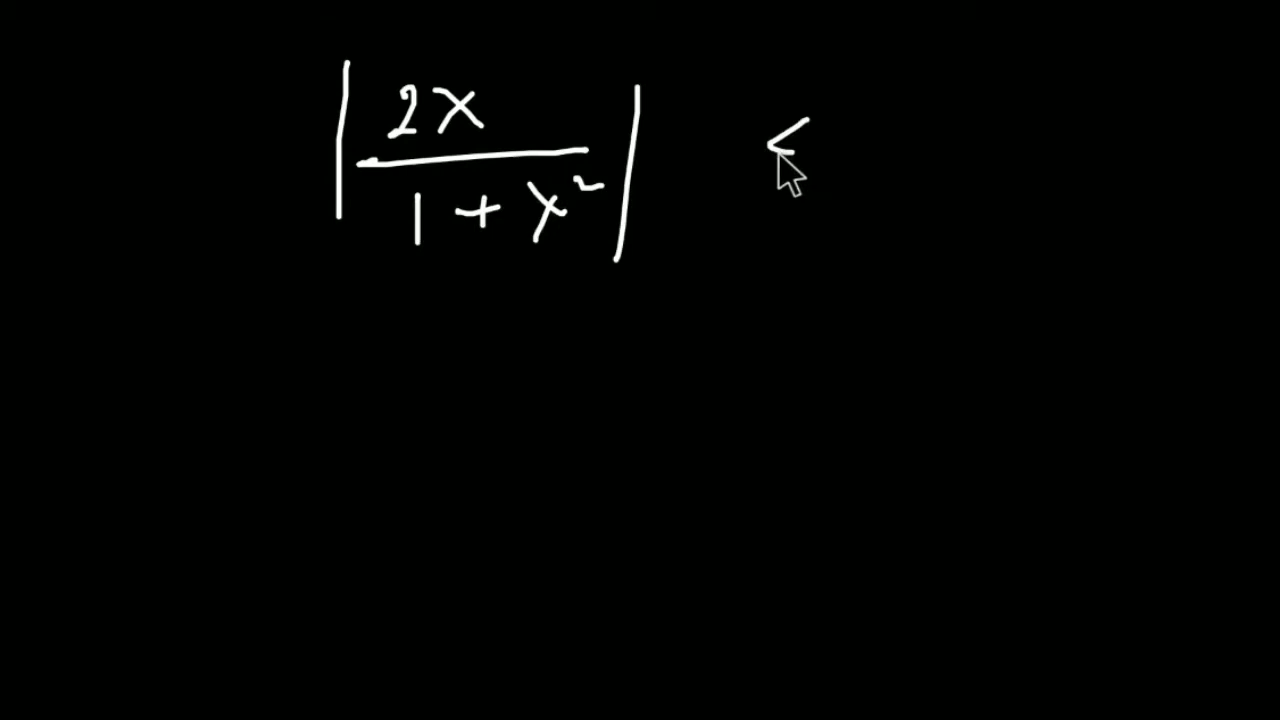 | 2x / 1 + x² | <